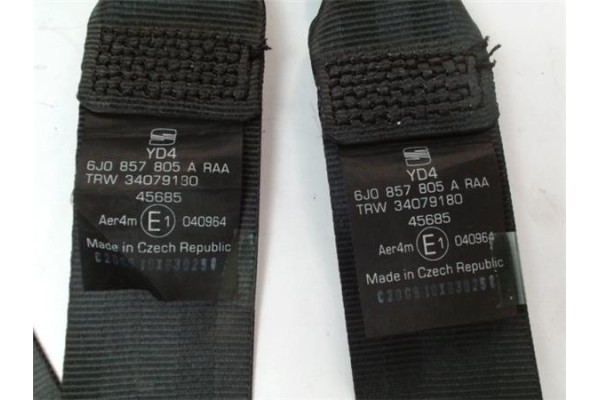 YD4
6J0 857 805 A RAA
TRW 34079180
45685
Aer4m E1 040964
Made in Czech Republic
YD4
6J0 857 805 A RAA
TRW 34079180
45685
Aer4m E1 040964
Made in Czech Republic